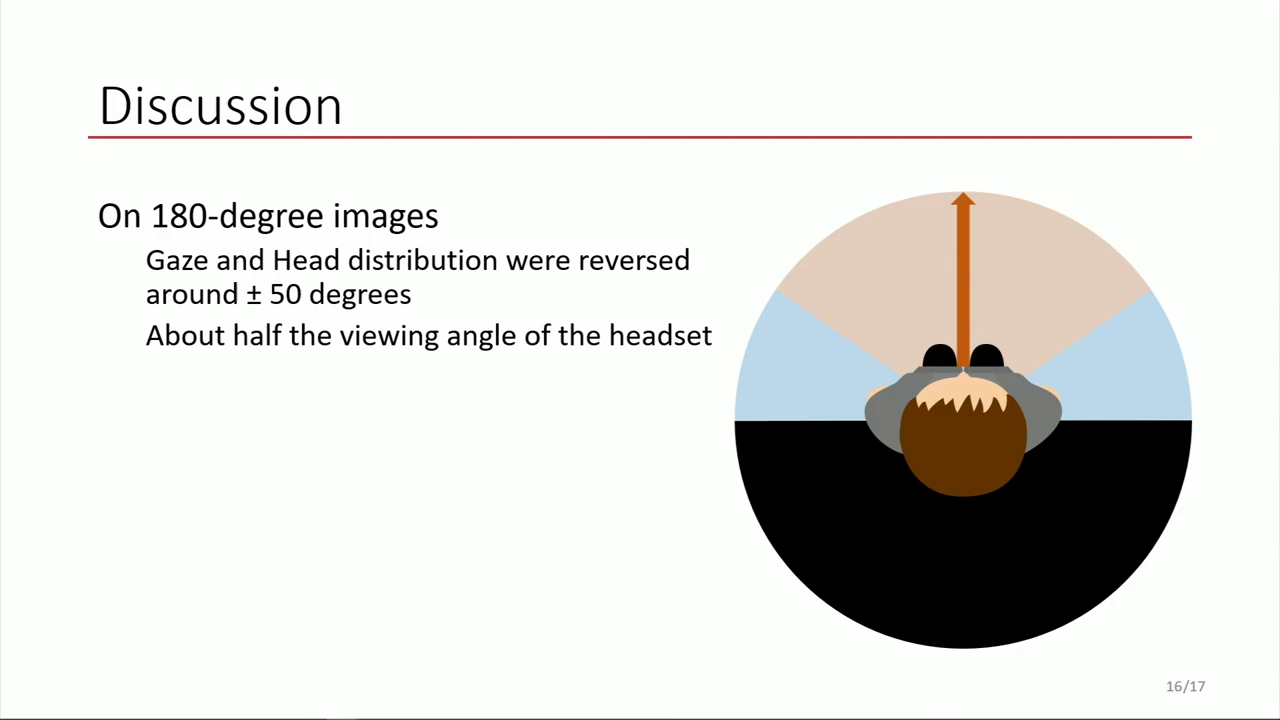 Discussion
On 180-degree images
Gaze and Head distribution were reversed
around ± 50 degrees
About half the viewing angle of the headset
16/17